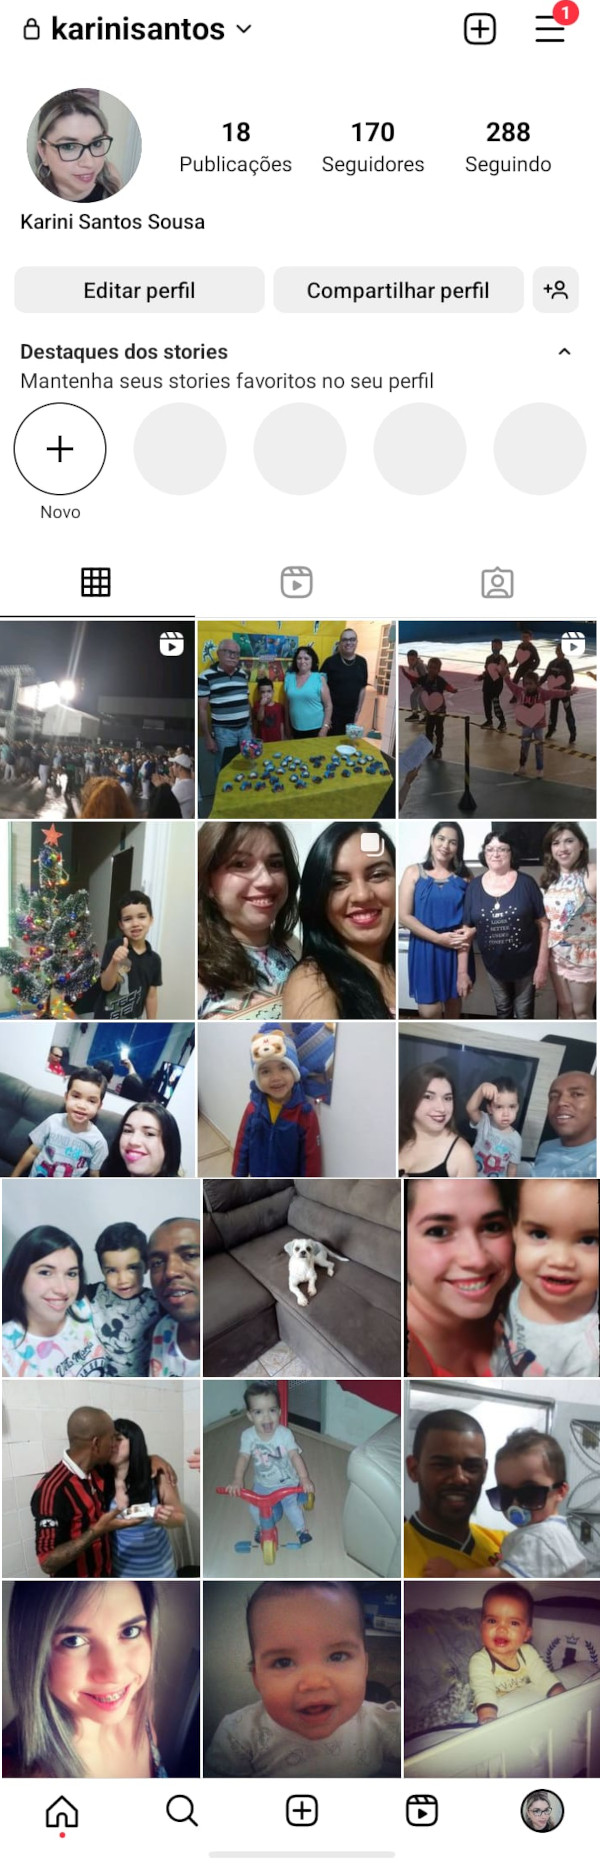 karinisantos
1
18
170
288
Publicações
Seguidores
Seguindo
Karini Santos Sousa
Editar perfil
Compartilhar perfil
Destaques dos stories
Mantenha seus stories favoritos no seu perfil
Novo